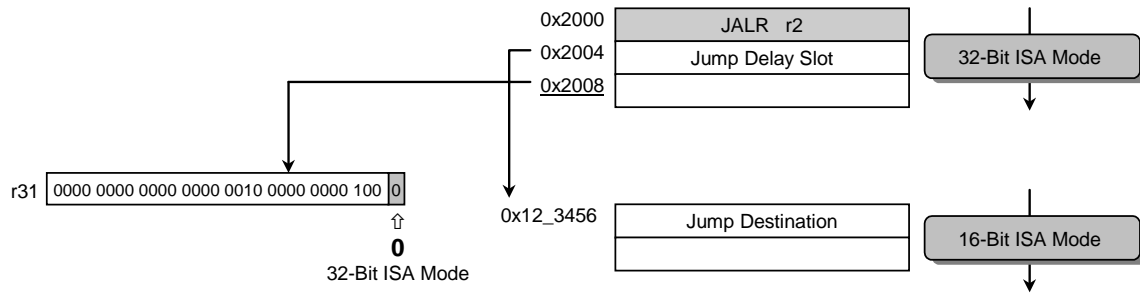 0x2000 JALR r2
0x2004 Jump Delay Slot 32-Bit ISA Mode
0x2008
r31 0000 0000 0000 0000 0010 0000 0000 100 0
0x12_3456 Jump Destination 16-Bit ISA Mode
0
32-Bit ISA Mode